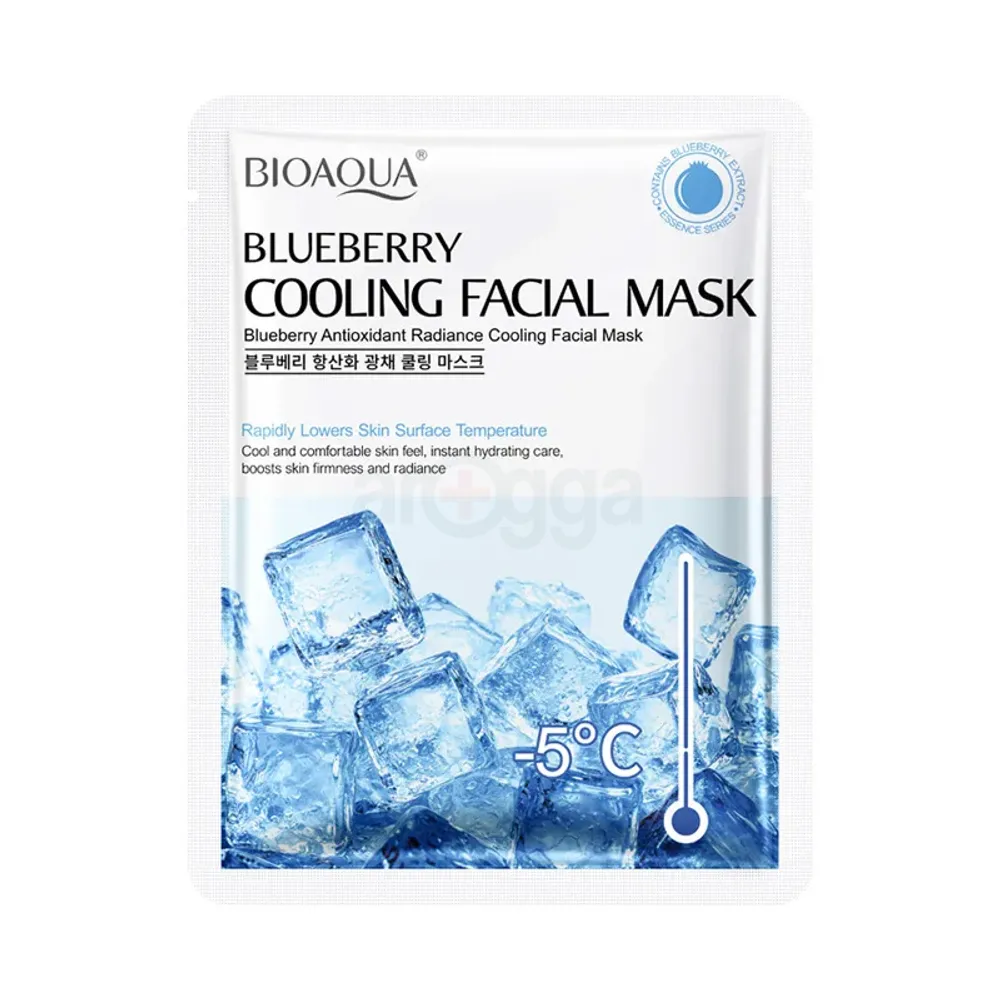 BIOAQUA®
CONTAINS BLUEBERRY EXTRACT
• ESSENCE SERIES •
BLUEBERRY
COOLING FACIAL MASK
Blueberry Antioxidant Radiance Cooling Facial Mask
블루베리 항산화 광채 쿨링 마스크
Rapidly Lowers Skin Surface Temperature
Cool and comfortable skin feel, instant hydrating care,
boosts skin firmness and radiance
arogga
-5°C